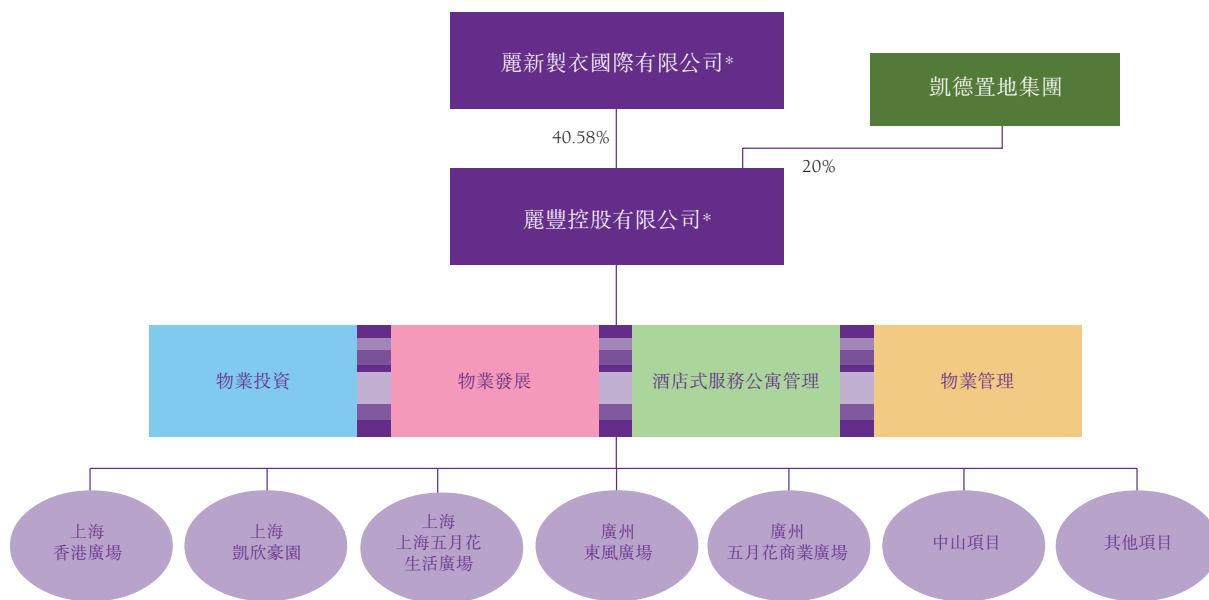 麗新製衣國際有限公司*
凱德置地集團
40.58%
20%
麗豐控股有限公司*
物業投資
物業發展
酒店式服務公寓管理
物業管理
上海
香港廣場
上海
凱欣豪園
上海
上海五月花
生活廣場
廣州
東風廣場
廣州
五月花商業廣場
中山項目
其他項目